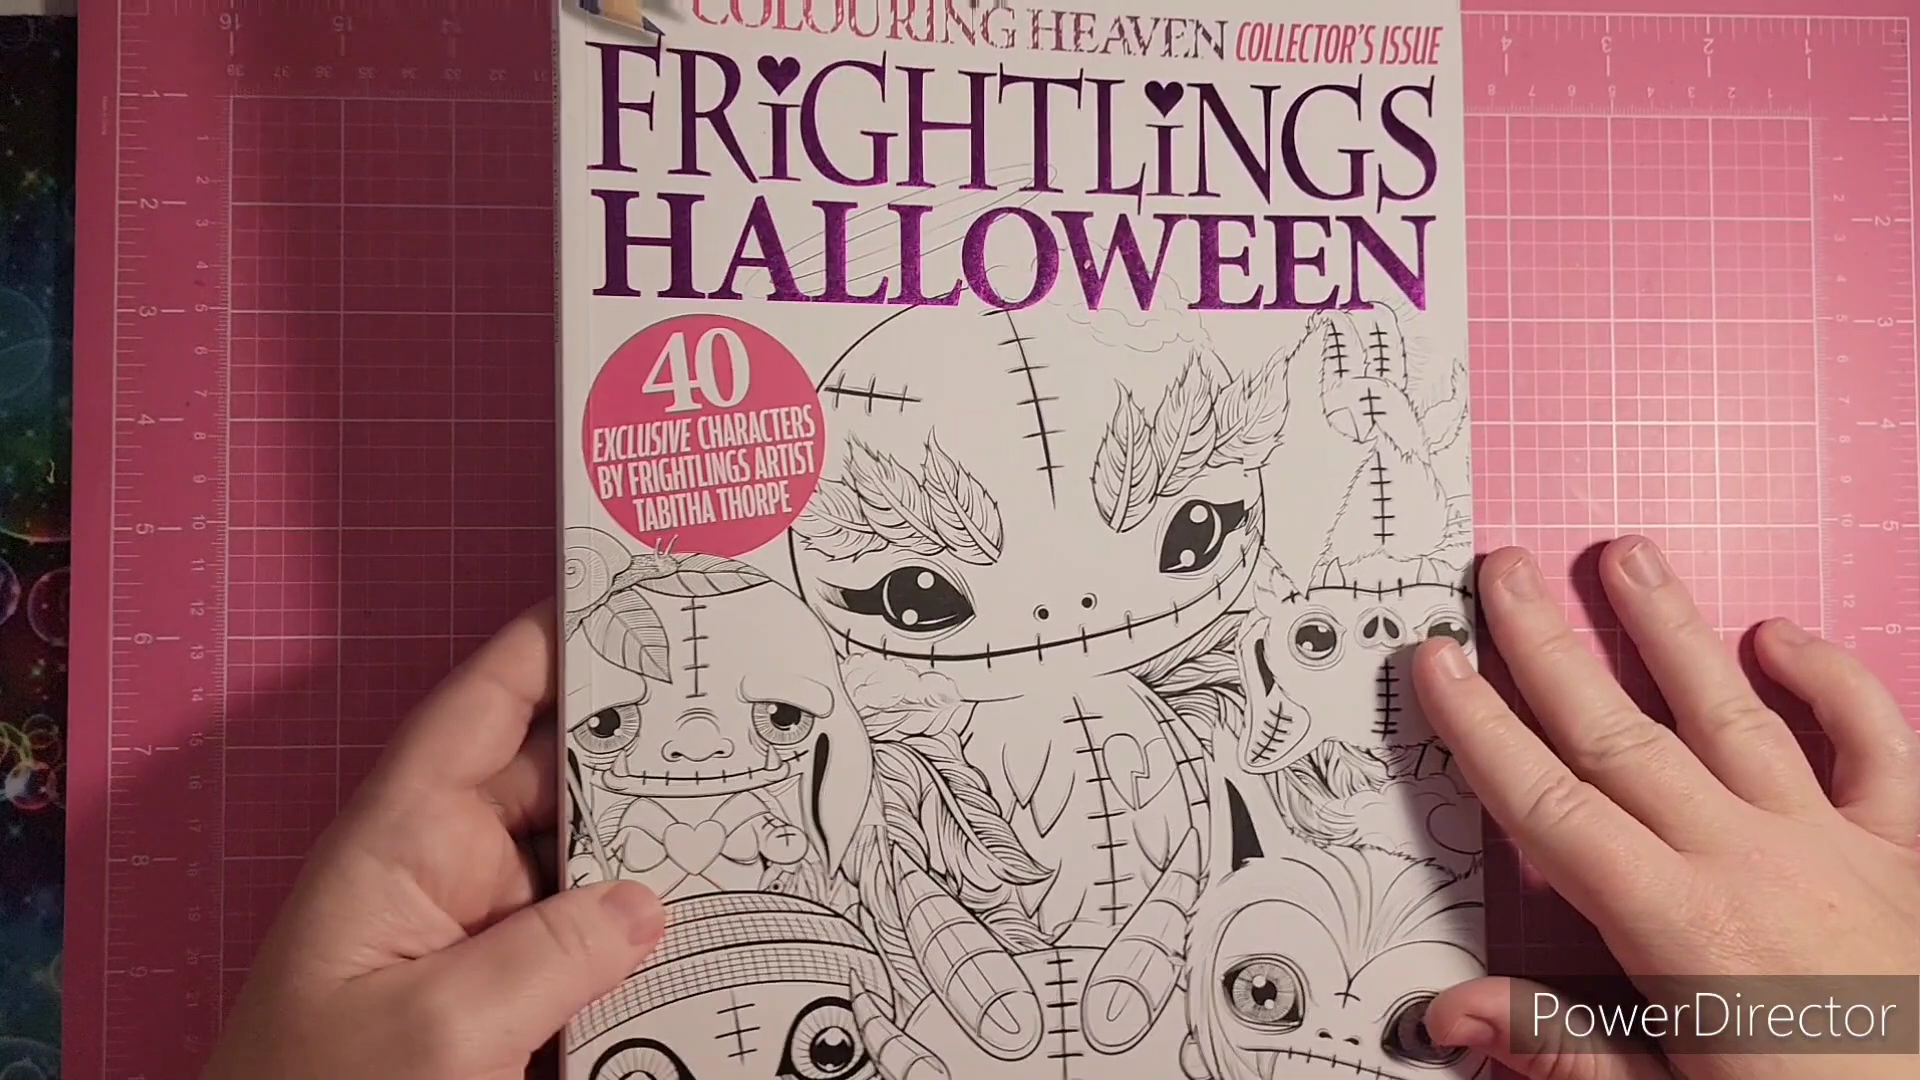 COLOURING HEAVEN COLLECTOR'S ISSUE
FRiGHTLiNGS
HALLOWEEN
40
EXCLUSIVE CHARACTERS
BY FRIGHTLINGS ARTIST
TABITHA THORPE
PowerDirector